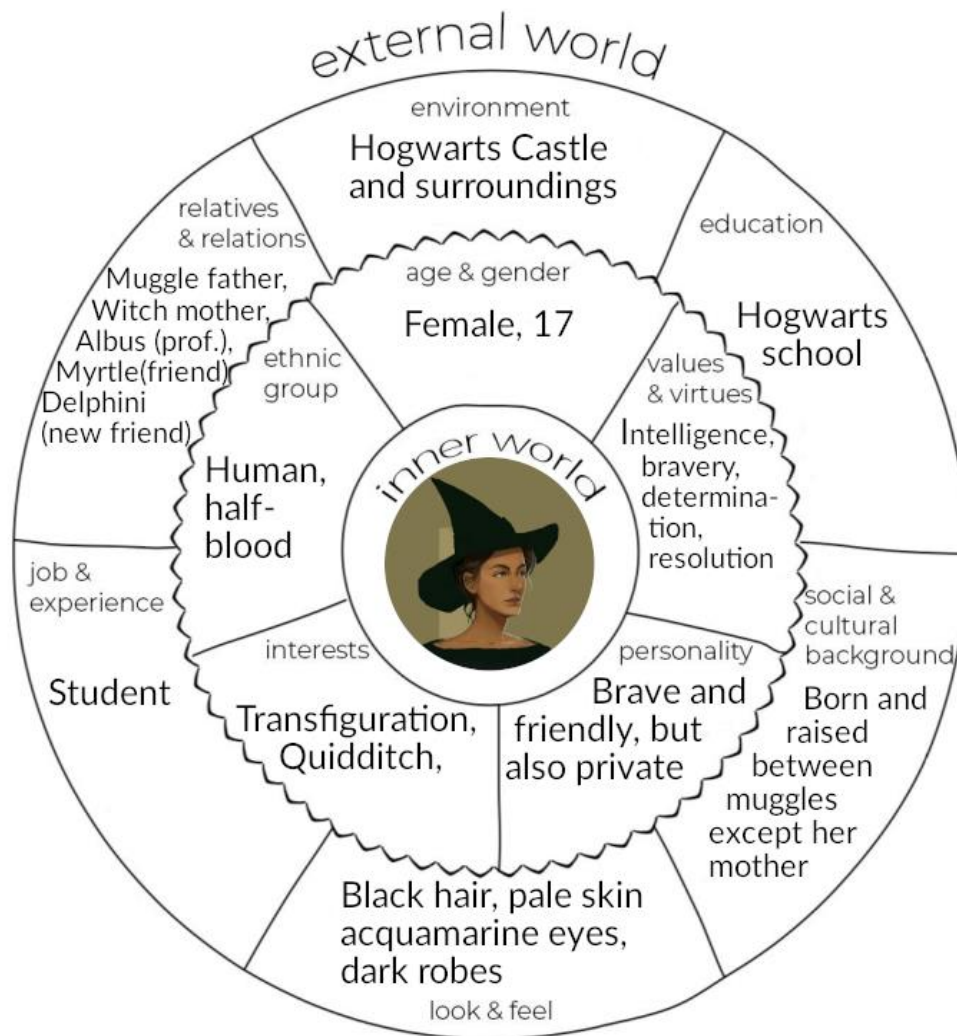 external world
environment
Hogwarts Castle
and surroundings
relatives
& relations
Muggle father,
Witch mother,
Albus (prof.),
Myrtle(friend)
Delphini
(new friend)
education
Hogwarts
school
age & gender
Female, 17
ethnic
group
Human,
half-
blood
values
& virtues
Intelligence,
bravery,
determina-
tion,
resolution
inner world
job &
experience
Student
interests
Transfiguration,
Quidditch,
personality
Brave and
friendly, but
also private
social &
cultural
background
Born and
raised
between
muggles
except her
mother
Black hair, pale skin
acquamarine eyes,
dark robes
look & feel